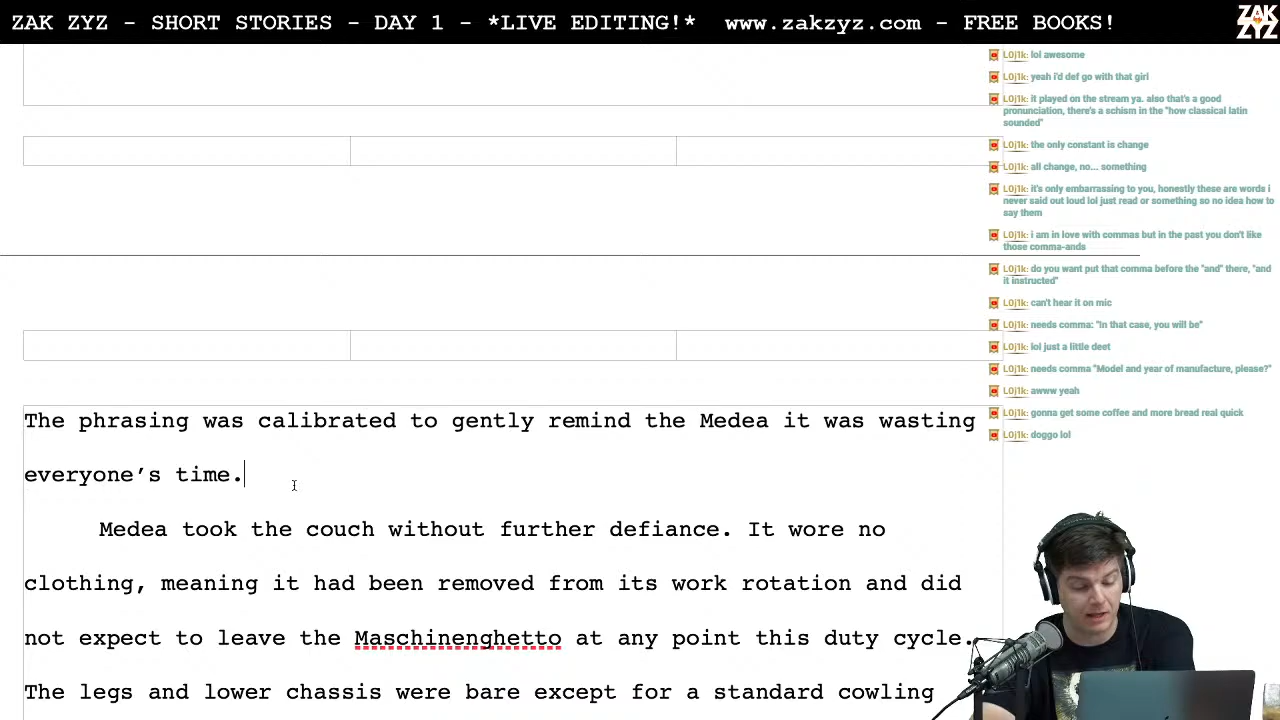 ZAK ZYZ - SHORT STORIES - DAY 1 - *LIVE EDITING!* www.zakzyz.com - FREE BOOKS!
ZAK
ZYZ
L0j1k: lol awesome
L0j1k: yeah i'd def go with that girl
L0j1k: it played on the stream ya. also that's a good
pronunciation, there's a schism in the "how classical latin
sounded"
L0j1k: the only constant is change
L0j1k: all change, no... something
L0j1k: it's only embarrassing to you, honestly these are words i
never said out loud lol just read or something so no idea how to
say them
L0j1k: i am in love with commas but in the past you don't like
those comma-ands
L0j1k: do you want put that comma before the "and" there, "and
it instructed"
L0j1k: can't hear it on mic
L0j1k: needs comma: "In that case, you will be"
L0j1k: lol just a little deet
L0j1k: needs comma "Model and year of manufacture, please?"
L0j1k: awww yeah
L0j1k: gonna get some coffee and more bread real quick
L0j1k: doggo lol
The phrasing was calibrated to gently remind the Medea it was wasting
everyone's time.
Medea took the couch without further defiance. It wore no
clothing, meaning it had been removed from its work rotation and did
not expect to leave the Maschinenghetto at any point this duty cycle.
The legs and lower chassis were bare except for a standard cowling